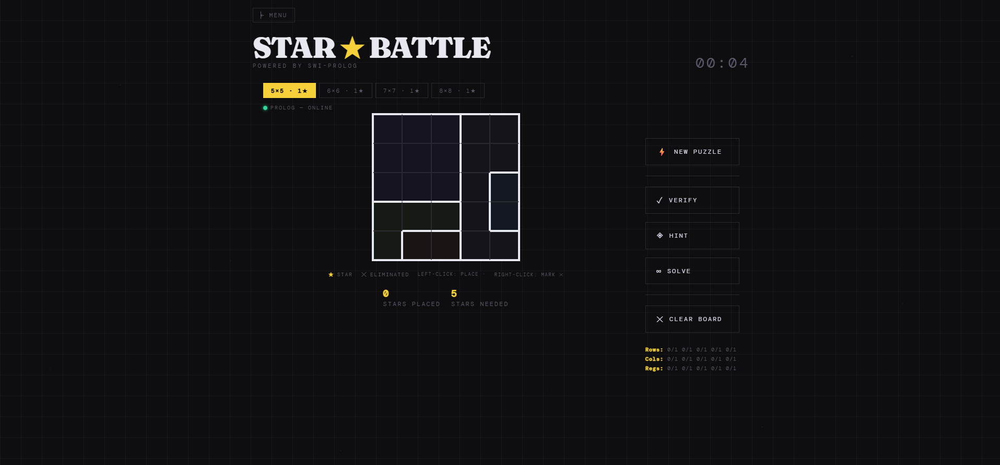 MENU
STAR★BATTLE
POWERED BY SWI-PROLOG
00:04
5×5 · 1★ 6×6 · 1★ 7×7 · 1★ 8×8 · 1★
PROLOG — ONLINE
NEW PUZZLE
✓ VERIFY
◈ HINT
∞ SOLVE
★ STAR ╳ ELIMINATED LEFT-CLICK: PLACE · RIGHT-CLICK: MARK ×
0 5
STARS PLACED STARS NEEDED
╳ CLEAR BOARD
Rows: 0/1 0/1 0/1 0/1 0/1
Cols: 0/1 0/1 0/1 0/1 0/1
Regs: 0/1 0/1 0/1 0/1 0/1